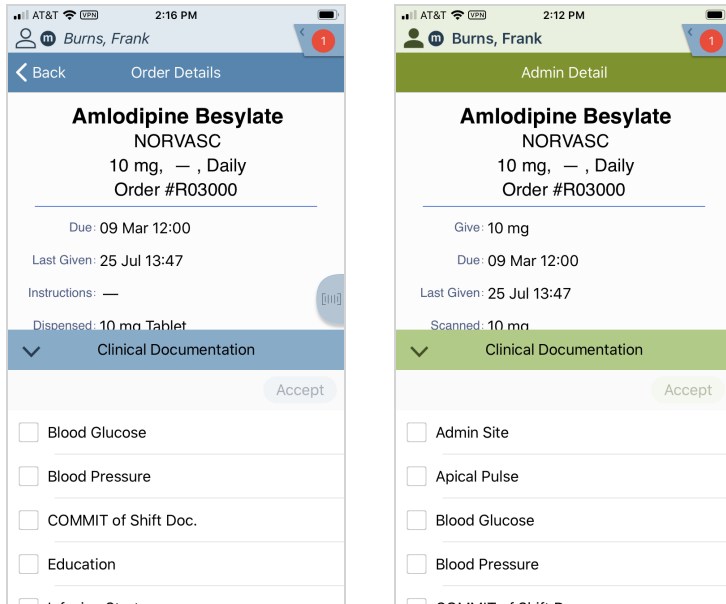 AT&T VPN 2:16 PM
m Burns, Frank 1
Back Order Details
Amlodipine Besylate
NORVASC
10 mg, — , Daily
Order #R03000
Due: 09 Mar 12:00
Last Given: 25 Jul 13:47
Instructions: —
Dispensed: 10 mg Tablet
Clinical Documentation
Accept
Blood Glucose
Blood Pressure
COMMIT of Shift Doc.
Education
AT&T VPN 2:12 PM
m Burns, Frank 1
Admin Detail
Amlodipine Besylate
NORVASC
10 mg, — , Daily
Order #R03000
Give: 10 mg
Due: 09 Mar 12:00
Last Given: 25 Jul 13:47
Scanned: 10 mg
Clinical Documentation
Accept
Admin Site
Apical Pulse
Blood Glucose
Blood Pressure
COMMIT of Shift Doc.